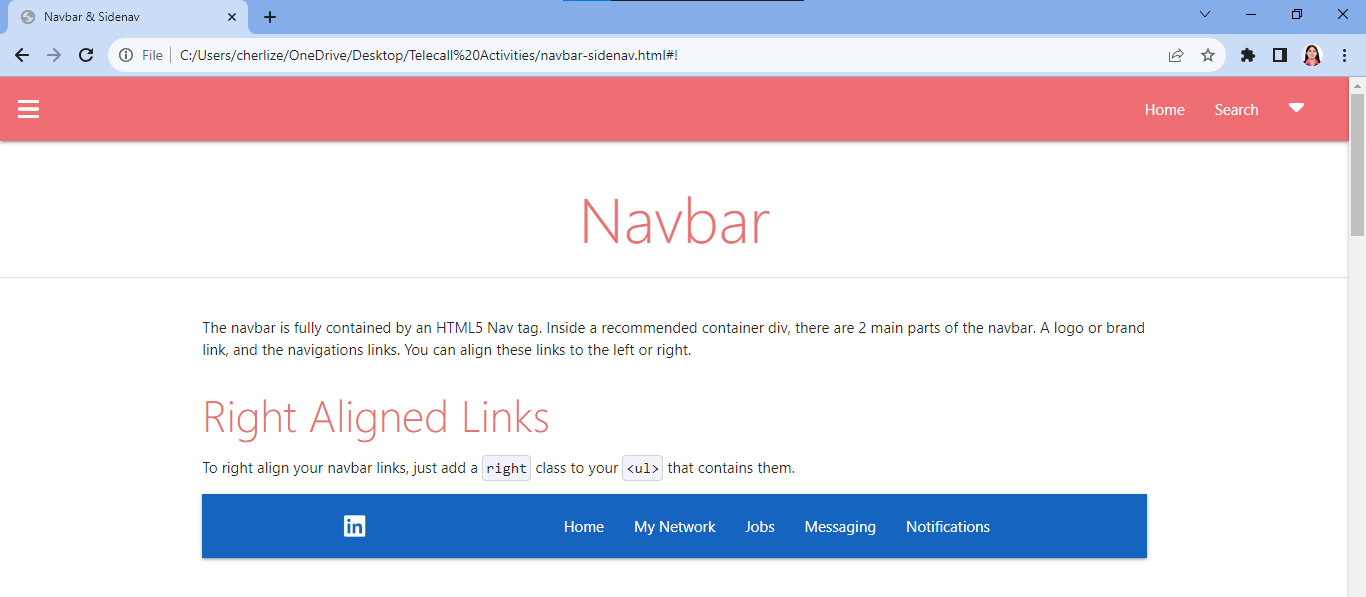 Navbar & Sidenav
File C:/Users/cherlize/OneDrive/Desktop/Telecall%20Activities/navbar-sidenav.html#!
Home Search
Navbar
The navbar is fully contained by an HTML5 Nav tag. Inside a recommended container div, there are 2 main parts of the navbar. A logo or brand
link, and the navigations links. You can align these links to the left or right.
Right Aligned Links
To right align your navbar links, just add a right class to your <ul> that contains them.
in Home My Network Jobs Messaging Notifications